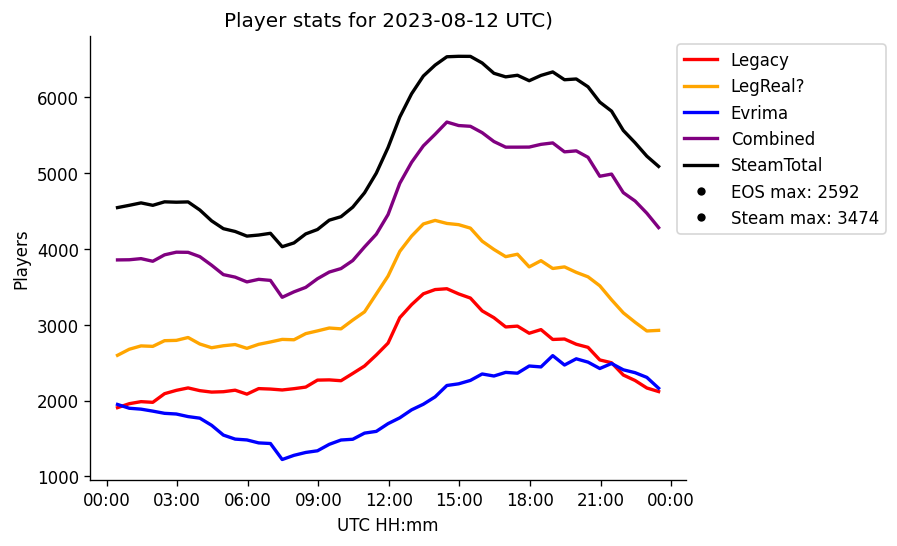 Player stats for 2023-08-12 UTC)
Legacy
LegReal?
Evrima
Combined
SteamTotal
EOS max: 2592
Steam max: 3474
Players
6000
5000
4000
3000
2000
1000
00:00 03:00 06:00 09:00 12:00 15:00 18:00 21:00 00:00
UTC HH:mm